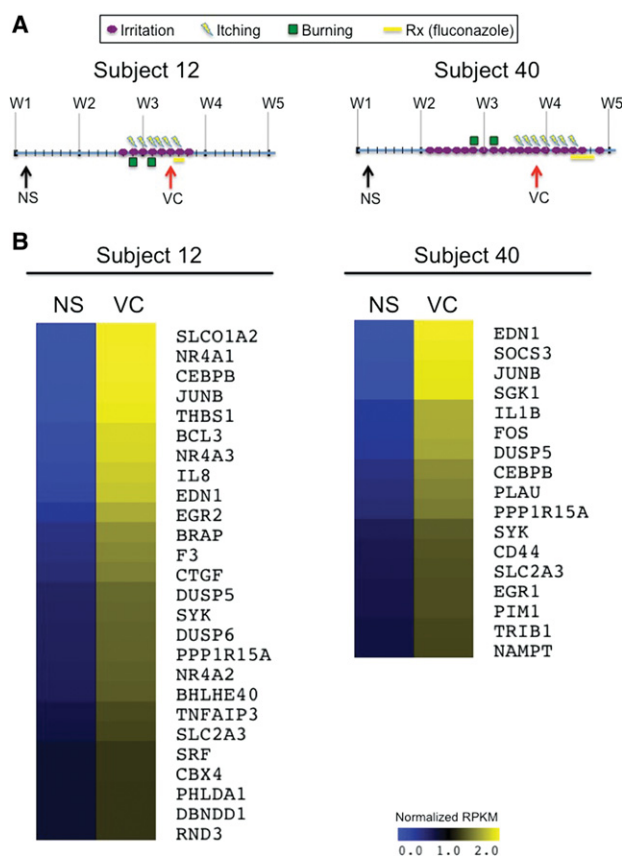 A
Irritation Itching Burning Rx (fluconazole)
Subject 12
W1 W2 W3 W4 W5
NS VC
Subject 40
W1 W2 W3 W4 W5
NS VC
B
Subject 12
NS VC
SLCO1A2
NR4A1
CEBPB
JUNB
THBS1
BCL3
NR4A3
IL8
EDN1
EGR2
BRAP
F3
CTGF
DUSP5
SYK
DUSP6
PPP1R15A
NR4A2
BHLHE40
TNFAIP3
SLC2A3
SRF
CBX4
PHLDA1
DBNDD1
RND3
Subject 40
NS VC
EDN1
SOCS3
JUNB
SGK1
IL1B
FOS
DUSP5
CEBPB
PLAU
PPP1R15A
SYK
CD44
SLC2A3
EGR1
PIM1
TRIB1
NAMPT
Normalized RPKM
0.0 1.0 2.0